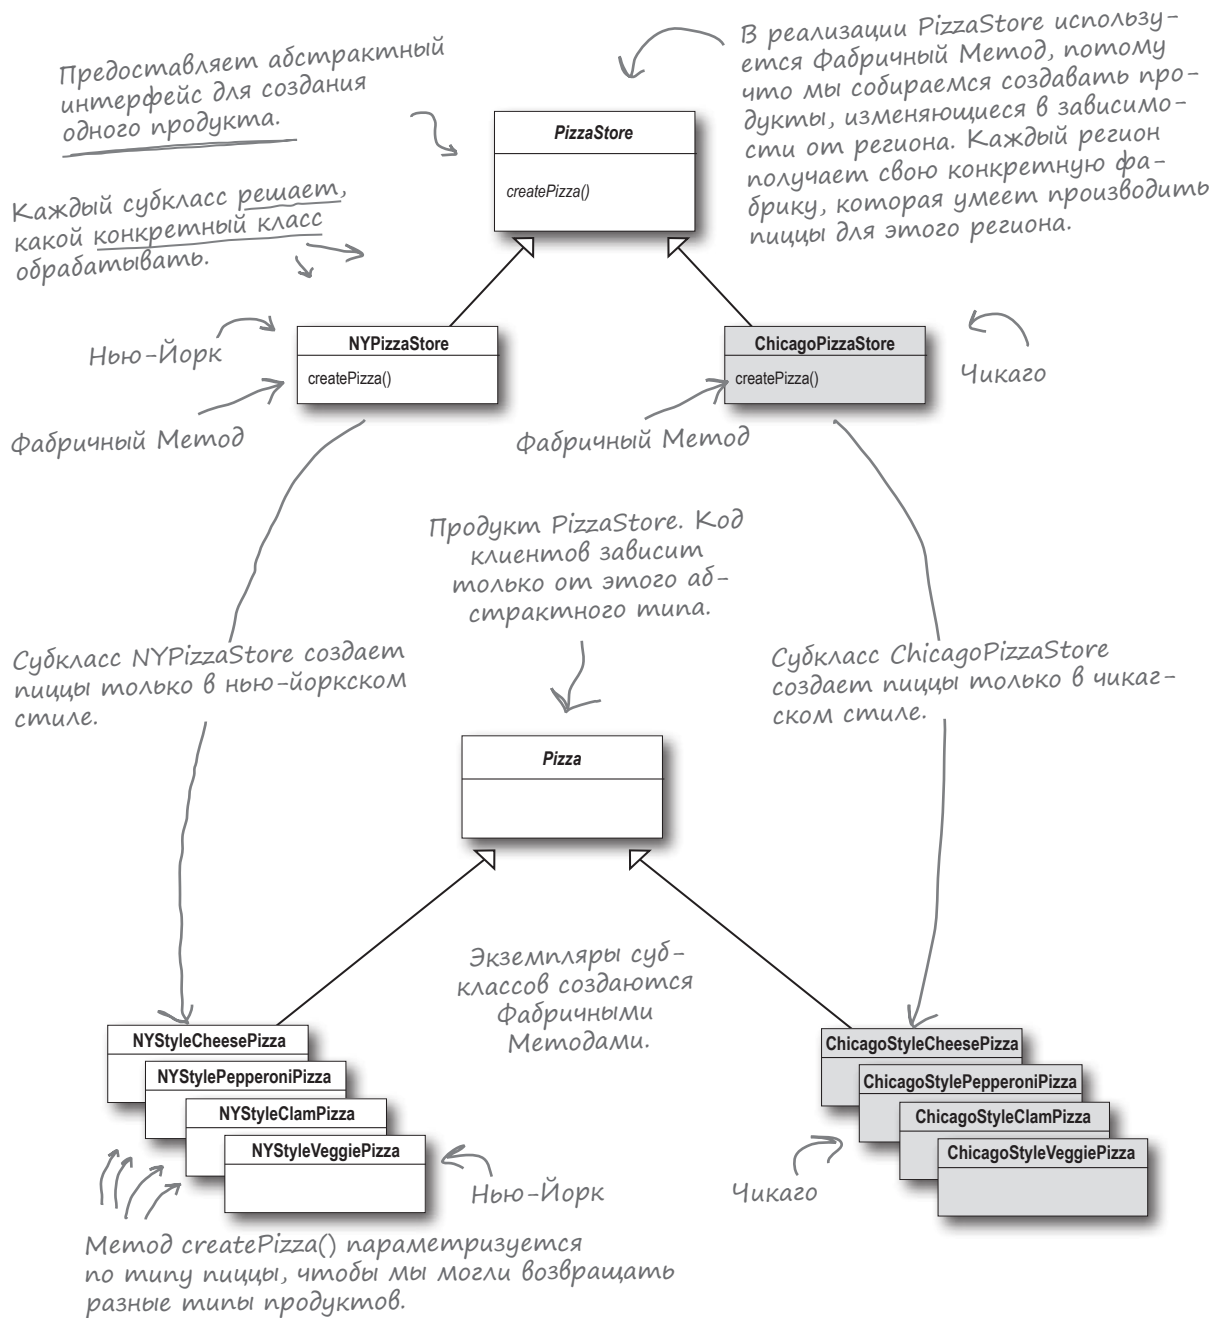 Предоставляет абстрактный
интерфейс для создания
одного продукта.
В реализации PizzaStore использу-
ется Фабричный Метод, потому
что мы собираемся создавать про-
дукты, изменяющиеся в зависимо-
сти от региона. Каждый регион
получает свою конкретную фа-
брику, которая умеет производить
пиццы для этого региона.
PizzaStore
createPizza()
Каждый субкласс решает,
какой конкретный класс
обрабатывать.
Нью-Йорк
NYPizzaStore
createPizza()
ChicagoPizzaStore
createPizza()
Чикаго
Фабричный Метод
Фабричный Метод
Продукт PizzaStore. Код
клиентов зависит
только от этого аб-
страктного типа.
Субкласс NYPizzaStore создает
пиццы только в нью-йоркском
стиле.
Субкласс ChicagoPizzaStore
создает пиццы только в чикаг-
ском стиле.
Pizza
Экземпляры суб-
классов создаются
Фабричными
Методами.
NYStyleCheesePizza
NYStylePepperoniPizza
NYStyleClamPizza
NYStyleVeggiePizza
Нью-Йорк
ChicagoStyleCheesePizza
ChicagoStylePepperoniPizza
ChicagoStyleClamPizza
ChicagoStyleVeggiePizza
Чикаго
Метод createPizza() параметризуется
по типу пиццы, чтобы мы могли возвращать
разные типы продуктов.